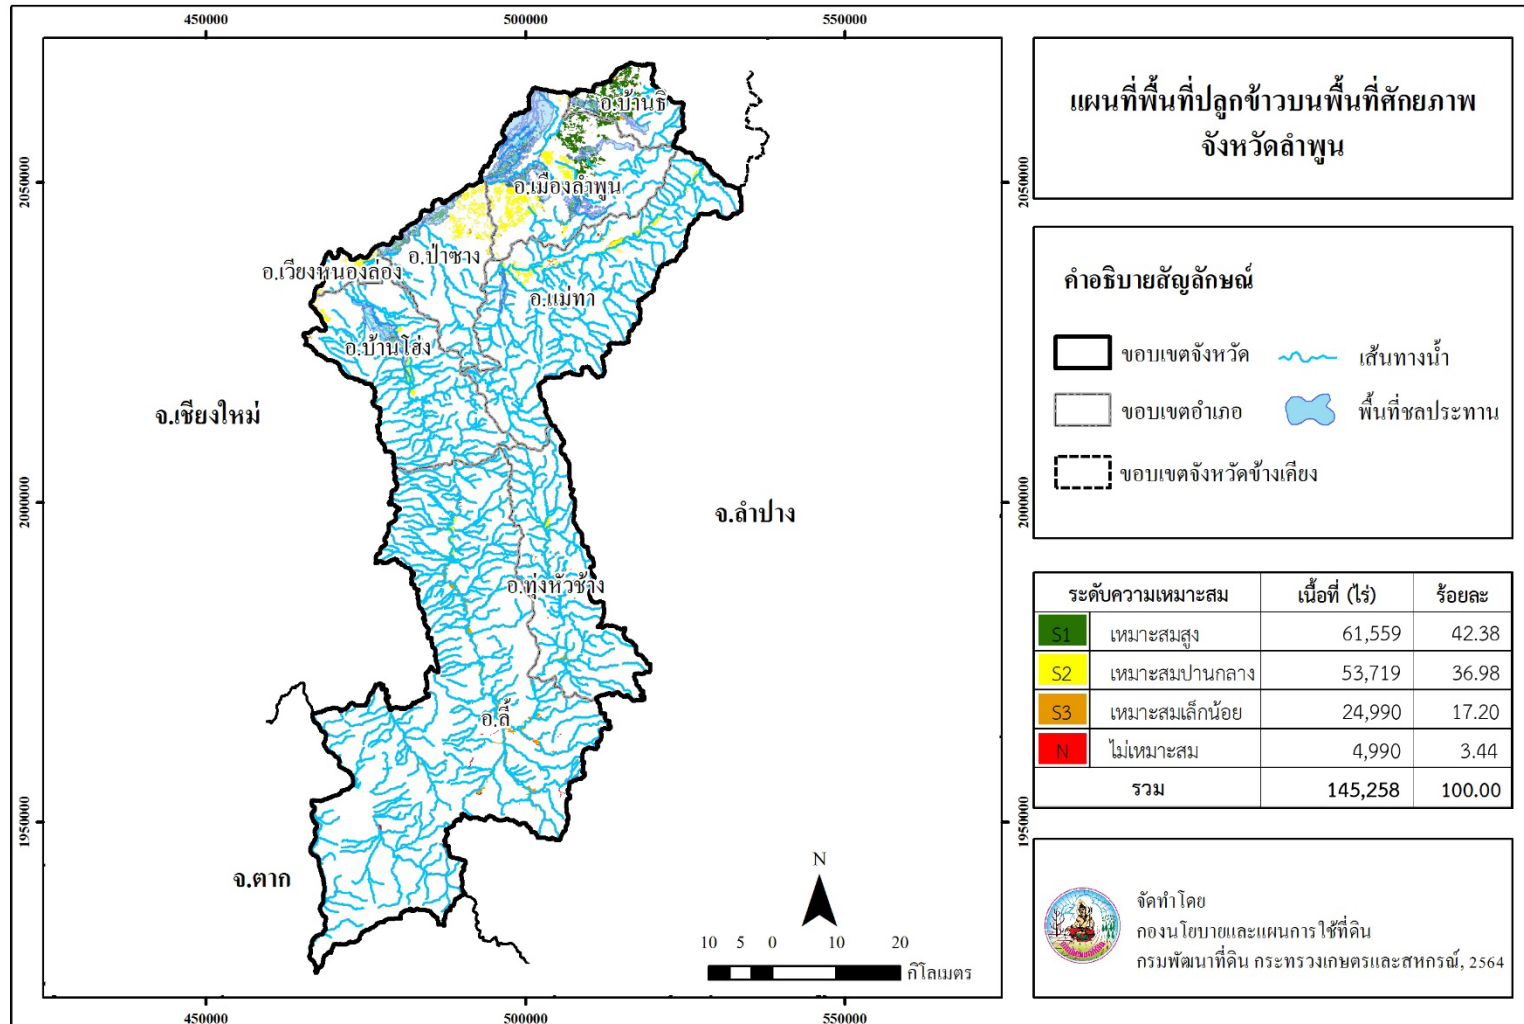 450000
500000
550000
แผนที่พื้นที่ปลูกข้าวบนพื้นที่ศักยภาพ
จังหวัดลำพูน
2050000
2050000
อ.บ้านธิ
อ.เมืองลำพูน
อ.ป่าซาง
อ.เวียงหนองล่อง
อ.แม่ทา
อ.บ้านโฮ่ง
จ.เชียงใหม่
จ.ลำปาง
อ.ทุ่งหัวช้าง
อ.ลี้
จ.ตาก
2000000
2000000
1950000
1950000
คำอธิบายสัญลักษณ์
ขอบเขตจังหวัด
เส้นทางน้ำ
ขอบเขตอำเภอ
พื้นที่ชลประทาน
ขอบเขตจังหวัดข้างเคียง
ระดับความเหมาะสม เนื้อที่ (ไร่) ร้อยละ
S1 เหมาะสมสูง 61,559 42.38
S2 เหมาะสมปานกลาง 53,719 36.98
S3 เหมาะสมเล็กน้อย 24,990 17.20
N ไม่เหมาะสม 4,990 3.44
รวม 145,258 100.00
N
10 5 0 10 20
กิโลเมตร
จัดทำโดย
กองนโยบายและแผนการใช้ที่ดิน
กรมพัฒนาที่ดิน กระทรวงเกษตรและสหกรณ์, 2564
450000
500000
550000